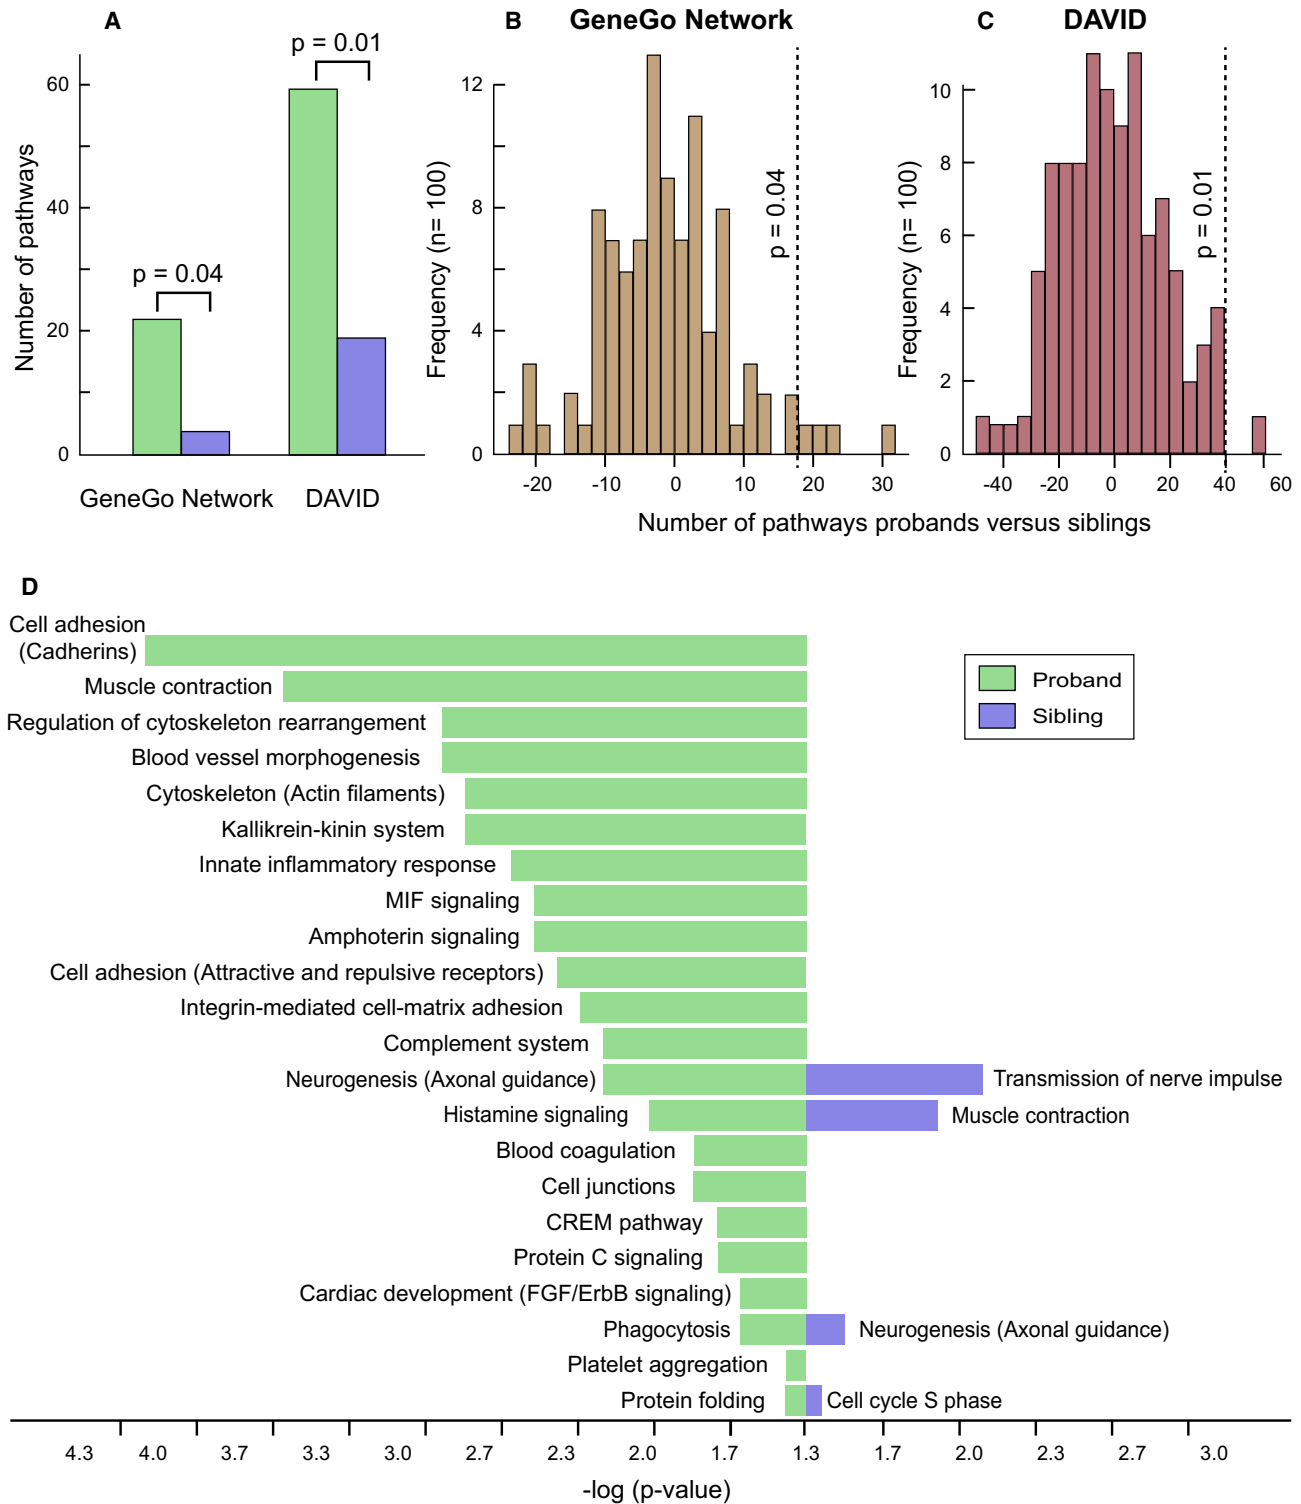 A
p = 0.01
p = 0.04
Number of pathways
60
40
20
0
GeneGo Network
DAVID
B
GeneGo Network
Frequency (n= 100)
12
8
4
0
p = 0.04
-20
-10
0
10
20
30
C
DAVID
Frequency (n= 100)
10
8
6
4
2
0
p = 0.01
-40
-20
0
20
40
60
Number of pathways probands versus siblings
D
Cell adhesion
(Cadherins)
Muscle contraction
Regulation of cytoskeleton rearrangement
Blood vessel morphogenesis
Cytoskeleton (Actin filaments)
Kallikrein-kinin system
Innate inflammatory response
MIF signaling
Amphoterin signaling
Cell adhesion (Attractive and repulsive receptors)
Integrin-mediated cell-matrix adhesion
Complement system
Neurogenesis (Axonal guidance)
Transmission of nerve impulse
Histamine signaling
Muscle contraction
Blood coagulation
Cell junctions
CREM pathway
Protein C signaling
Cardiac development (FGF/ErbB signaling)
Phagocytosis
Neurogenesis (Axonal guidance)
Platelet aggregation
Protein folding
Cell cycle S phase
Proband
Sibling
4.3 4.0 3.7 3.3 3.0 2.7 2.3 2.0 1.7 1.3 1.7 2.0 2.3 2.7 3.0
-log (p-value)